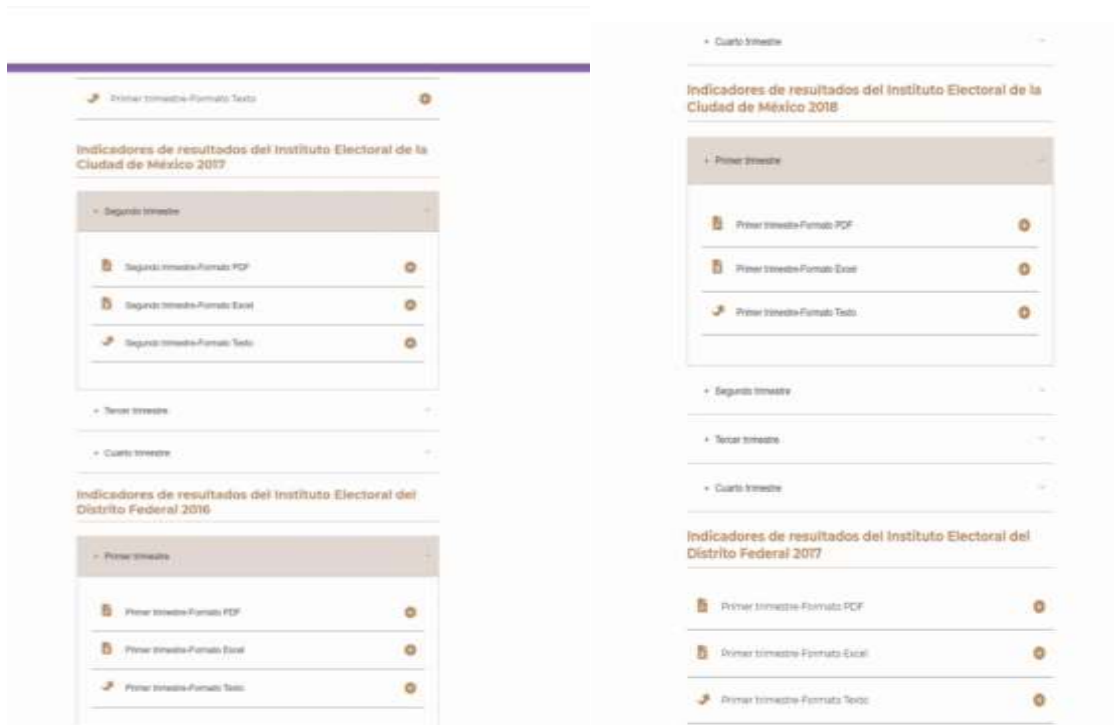 Primer trimestre-Formato Texto
Indicadores de resultados del Instituto Electoral de la
Ciudad de México 2017
Segundo trimestre
Segundo trimestre-Formato PDF
Segundo trimestre-Formato Excel
Segundo trimestre-Formato Texto
Tercer trimestre
Cuarto trimestre
Indicadores de resultados del Instituto Electoral del
Distrito Federal 2016
Primer trimestre
Primer trimestre-Formato PDF
Primer trimestre-Formato Excel
Primer trimestre-Formato Texto
Cuarto trimestre
Indicadores de resultados del Instituto Electoral de la
Ciudad de México 2018
Primer trimestre
Primer trimestre-Formato PDF
Primer trimestre-Formato Excel
Primer trimestre-Formato Texto
Segundo trimestre
Tercer trimestre
Cuarto trimestre
Indicadores de resultados del Instituto Electoral del
Distrito Federal 2017
Primer trimestre-Formato PDF
Primer trimestre-Formato Excel
Primer trimestre-Formato Texto